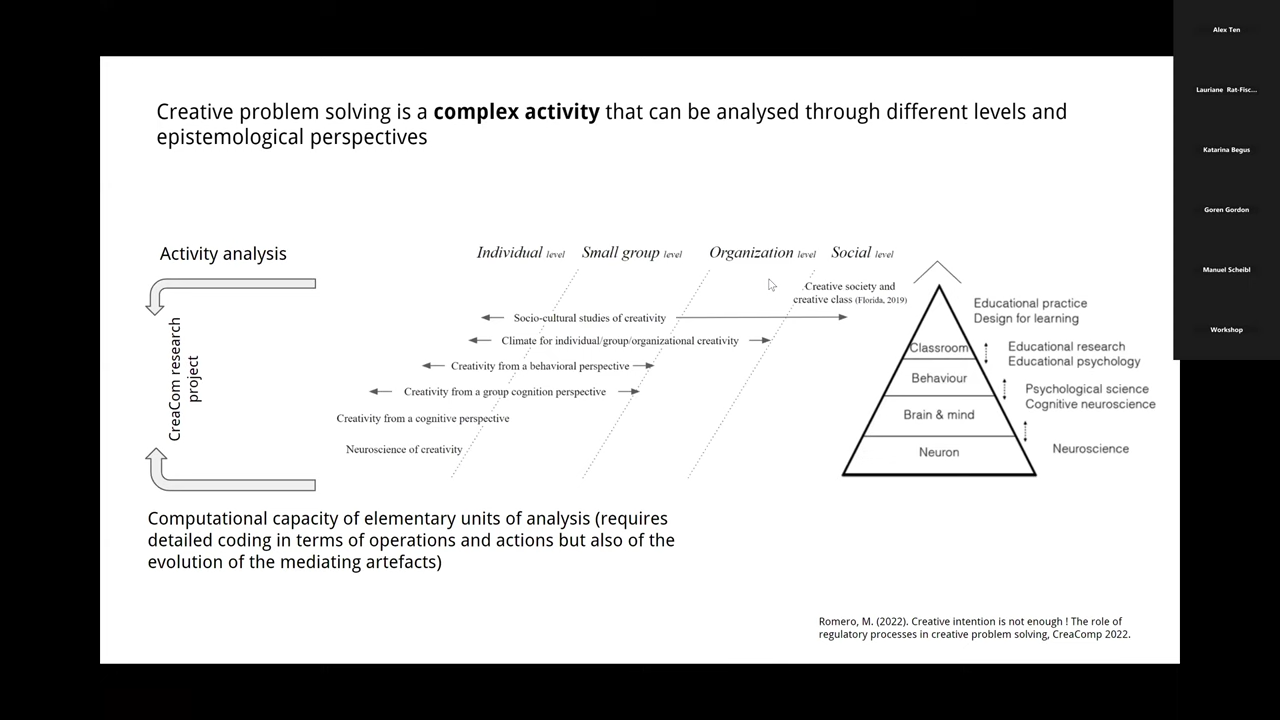 Creative problem solving is a complex activity that can be analysed through different levels and
epistemological perspectives
Activity analysis
CreaCom research
project
Individual level
Small group level
Organization level
Social level
Creative society and
creative class (Florida, 2019)
Socio-cultural studies of creativity
Climate for individual/group/organizational creativity
Creativity from a behavioral perspective
Creativity from a group cognition perspective
Creativity from a cognitive perspective
Neuroscience of creativity
Classroom
Behaviour
Brain & mind
Neuron
Educational practice
Design for learning
Educational research
Educational psychology
Psychological science
Cognitive neuroscience
Neuroscience
Computational capacity of elementary units of analysis (requires
detailed coding in terms of operations and actions but also of the
evolution of the mediating artefacts)
Romero, M. (2022). Creative intention is not enough ! The role of
regulatory processes in creative problem solving, CreaComp 2022.
Alex Ten
Lauriane Rat-Fisc...
Katarina Begus
Goren Gordon
Manuel Scheibl
Workshop